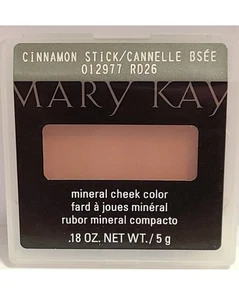 CINNAMON STICK/CANNELLE BSÉE
012977 RD26
MARY KAY
mineral cheek color
fard à joues minéral
rubor mineral compacto
.18 OZ. NET WT./ 5 g